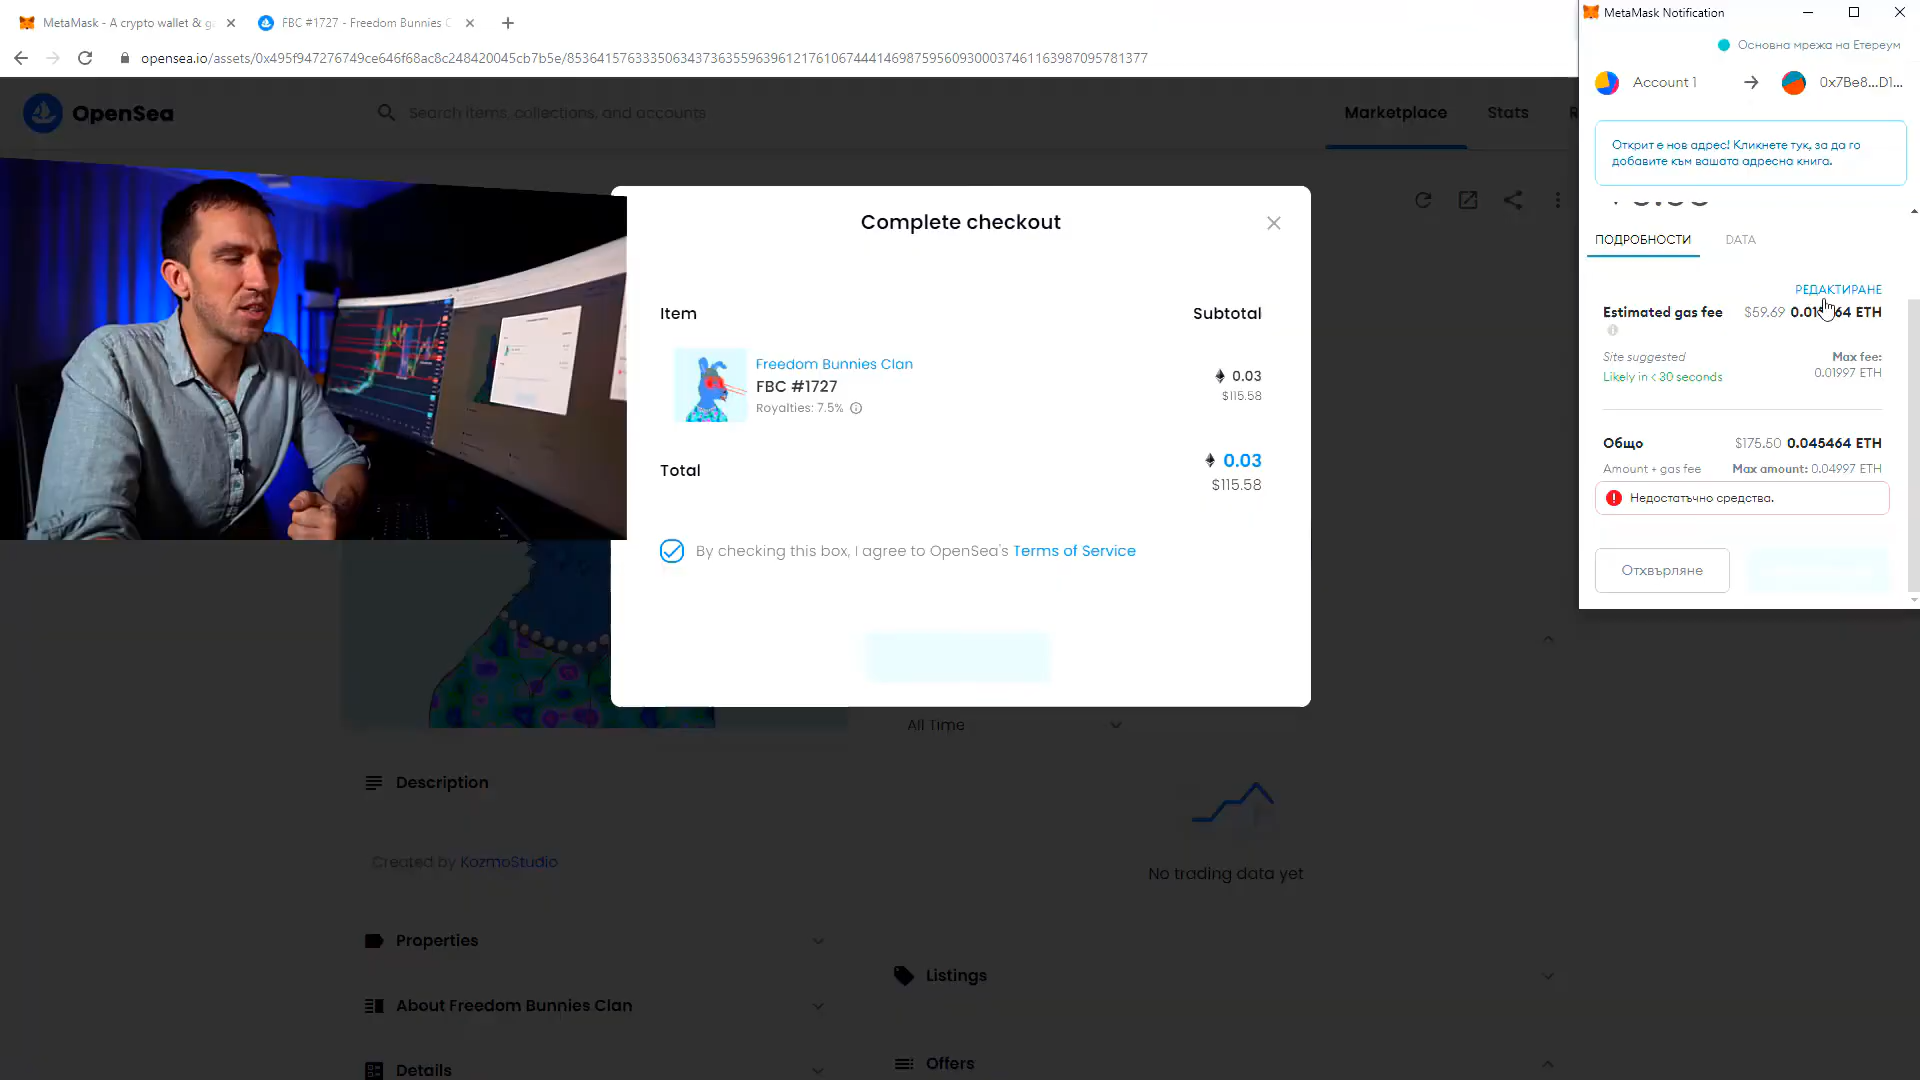 MetaMask - A crypto wallet & g
FBC #1727 - Freedom Bunnies C
opensea.io/assets/0x495f947276749ce646f68ac8c248420045cb7b5e/85364157633350634373635596396121761067444146987595609300037461163987095781377
OpenSea
Search items, collections, and accounts
Marketplace
Stats
R
MetaMask Notification
Основна мрежа на Етереум
Account 1
0x7Be8...D1...
Открит е нов адрес! Кликнете тук, за да го
добавите към вашата адресна книга.
ПОДРОБНОСТИ
DATA
РЕДАКТИРАНЕ
Estimated gas fee
$59.69
ETH
Site suggested
Max fee:
Likely in < 30 seconds
0.01997 ETH
Общо
$175.50 0.045464 ETH
Amount + gas fee
Max amount: 0.04997 ETH
Недостатъчно средства.
Отхвърляне
Complete checkout
Item
Subtotal
Freedom Bunnies Clan
FBC #1727
Royalties: 7.5%
0.03
$115.58
Total
0.03
$115.58
By checking this box, I agree to OpenSea's Terms of Service
All Time
Description
Created by KozmoStudio
No trading data yet
Properties
Listings
About Freedom Bunnies Clan
Offers
Details